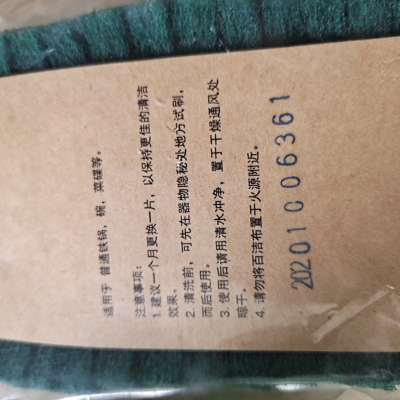 适用于 普通铁锅，碗，菜碟等。
注意事项：
1. 建议一个月更换一片，以保持更佳的清洁
效果。
2. 清洗前，可先在器物隐秘处地方试刷，
而后使用。
3. 使用后请用清水冲净，置于干燥通风处
晾干。
4. 请勿将百洁布置于火源附近。
20201006361